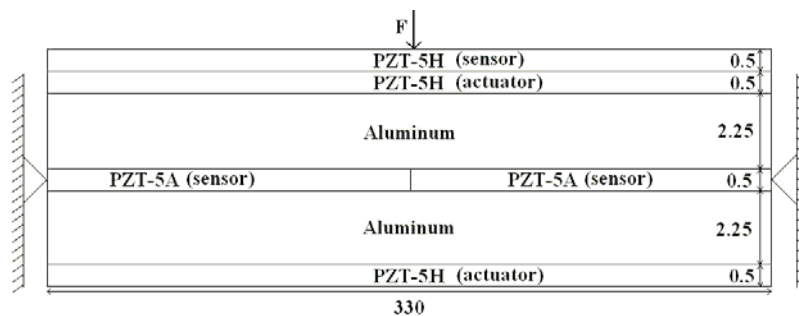 F
PZT-5H (sensor) 0.5
PZT-5H (actuator) 0.5
Aluminum 2.25
PZT-5A (sensor) PZT-5A (sensor) 0.5
Aluminum 2.25
PZT-5H (actuator) 0.5
330